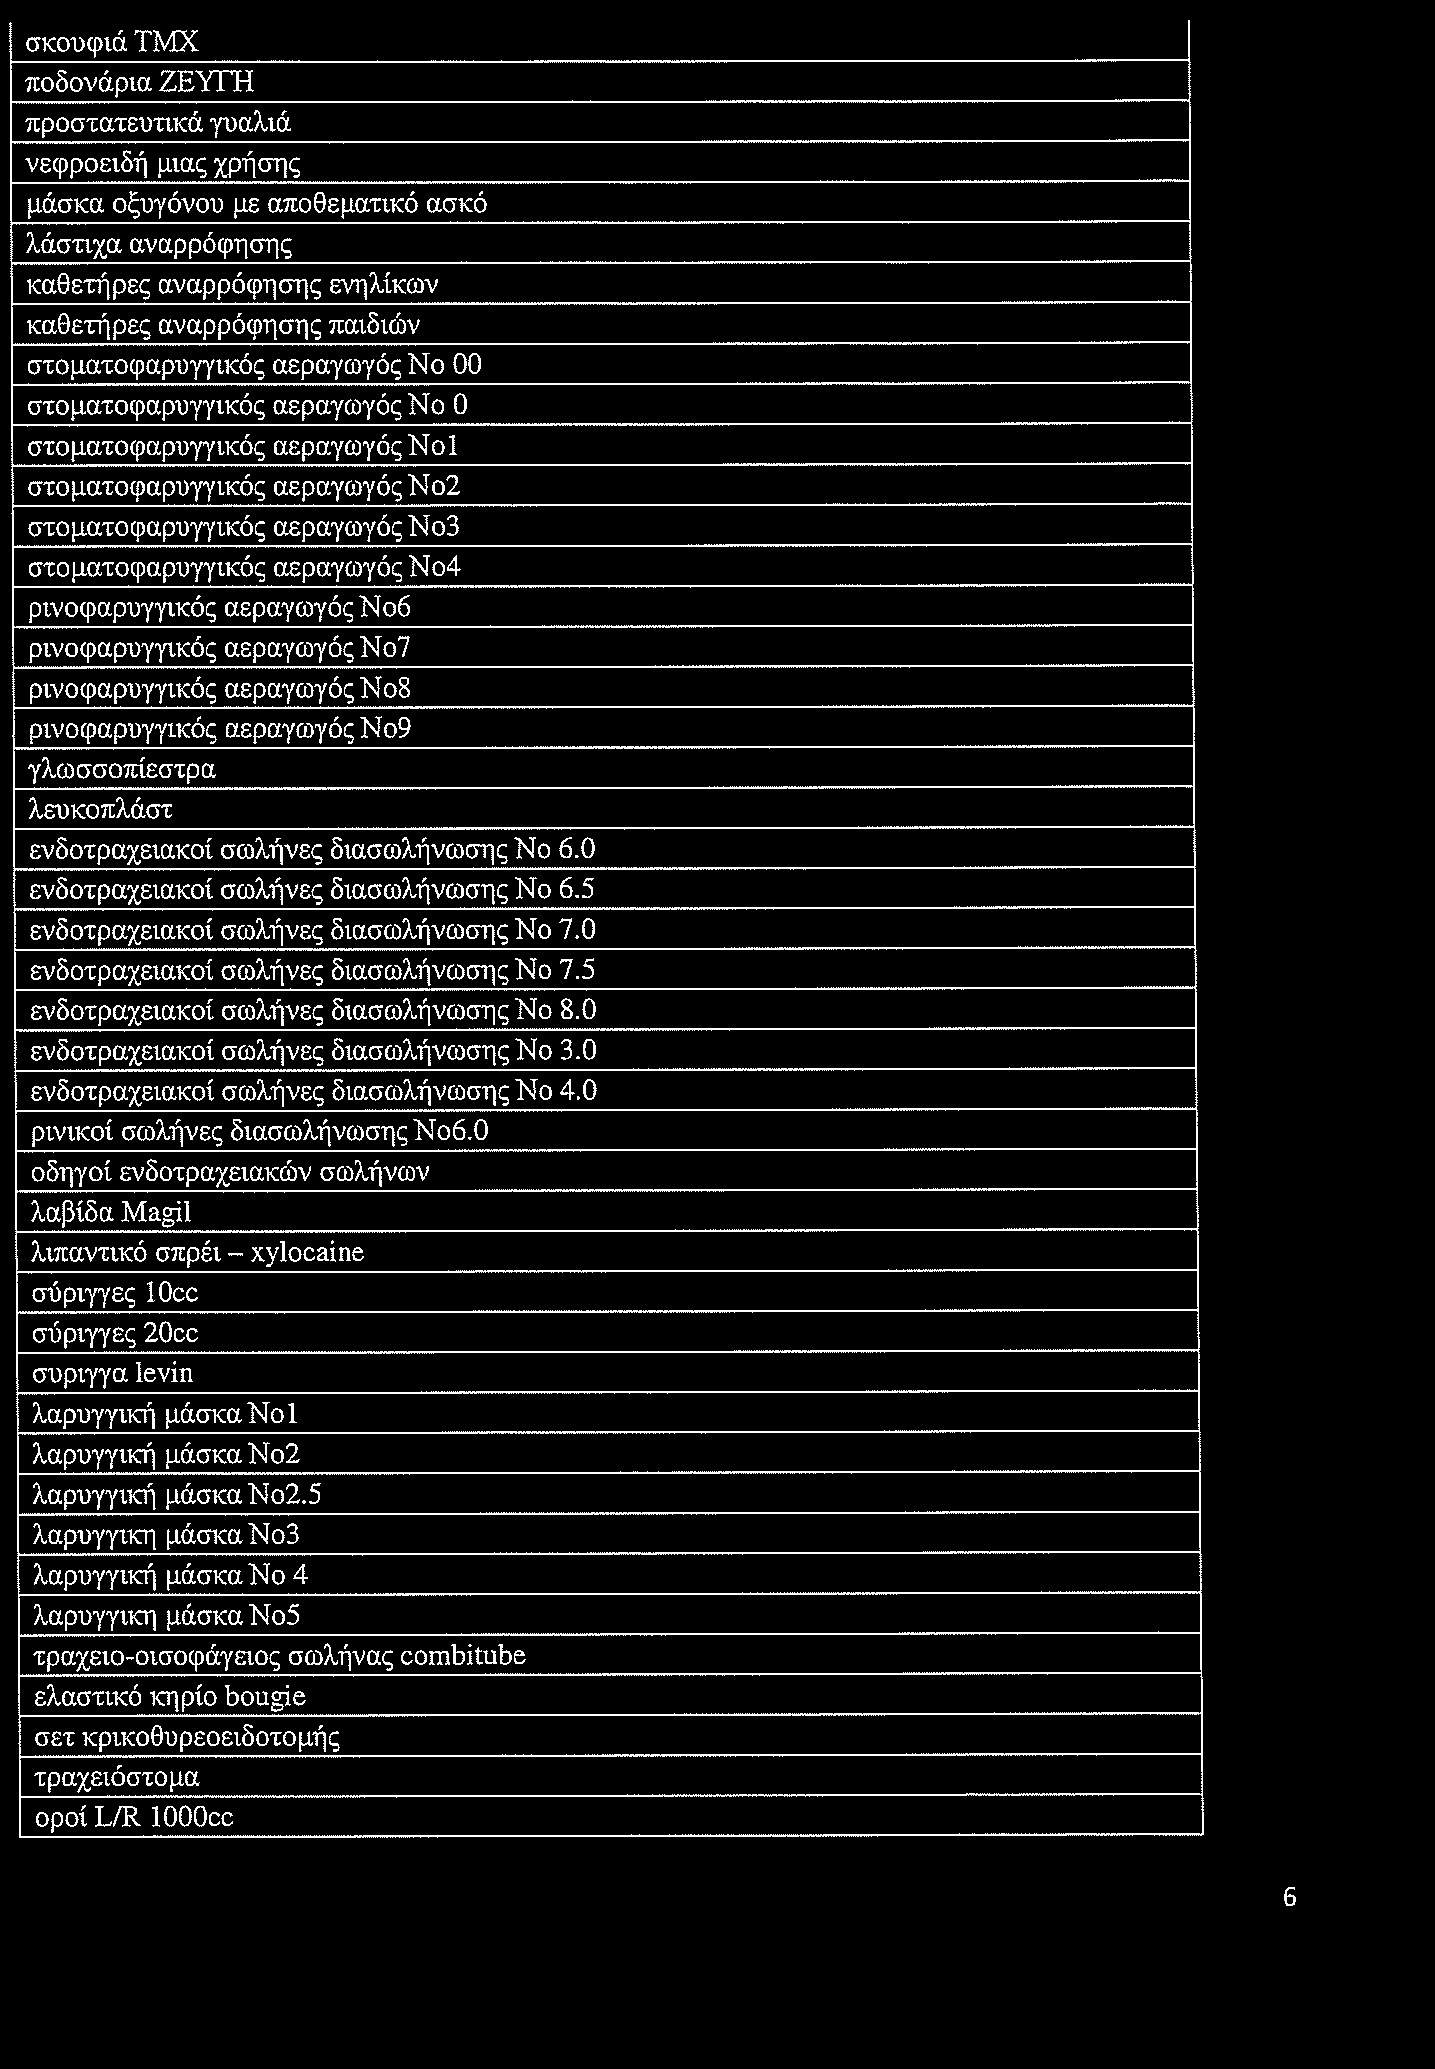 σκουφιά ΤΜΧ
ποδονάρια ΖΕΥΓΗ
προστατευτικά γυαλιά
νεφροειδή μιας χρήσης
μάσκα οξυγόνου με αποθεματικό ασκό
λάστιχα αναρρόφησης
καθετήρες αναρρόφησης ενηλίκων
καθετήρες αναρρόφησης παιδιών
στοματοφαρυγγικός αεραγωγός Νο 00
στοματοφαρυγγικός αεραγωγός Νο 0
στοματοφαρυγγικός αεραγωγός Νο1
στοματοφαρυγγικός αεραγωγός Νο2
στοματοφαρυγγικός αεραγωγός Νο3
στοματοφαρυγγικός αεραγωγός Νο4
ρινοφαρυγγικός αεραγωγός Νο6
ρινοφαρυγγικός αεραγωγός Νο7
ρινοφαρυγγικός αεραγωγός Νο8
ρινοφαρυγγικός αεραγωγός Νο9
γλωσσοπίεστρα
λευκοπλάστ
ενδοτραχειακοί σωλήνες διασωλήνωσης Νο 6.0
ενδοτραχειακοί σωλήνες διασωλήνωσης Νο 6.5
ενδοτραχειακοί σωλήνες διασωλήνωσης Νο 7.0
ενδοτραχειακοί σωλήνες διασωλήνωσης Νο 7.5
ενδοτραχειακοί σωλήνες διασωλήνωσης Νο 8.0
ενδοτραχειακοί σωλήνες διασωλήνωσης Νο 3.0
ενδοτραχειακοί σωλήνες διασωλήνωσης Νο 4.0
ρινικοί σωλήνες διασωλήνωσης Νο6.0
οδηγοί ενδοτραχειακών σωλήνων
λαβίδα Magil
λιπαντικό σπρέι – xylocaine
σύριγγες 10cc
σύριγγες 20cc
συριγγα levin
λαρυγγική μάσκα Νο1
λαρυγγική μάσκα Νο2
λαρυγγική μάσκα Νο2.5
λαρυγγικη μάσκα Νο3
λαρυγγική μάσκα Νο 4
λαρυγγικη μάσκα Νο5
τραχειο-οισοφάγειος σωλήνας combitube
ελαστικό κηρίο bougie
σετ κρικοθυρεοειδοτομής
τραχειόστομα
οροί L/R 1000cc
6